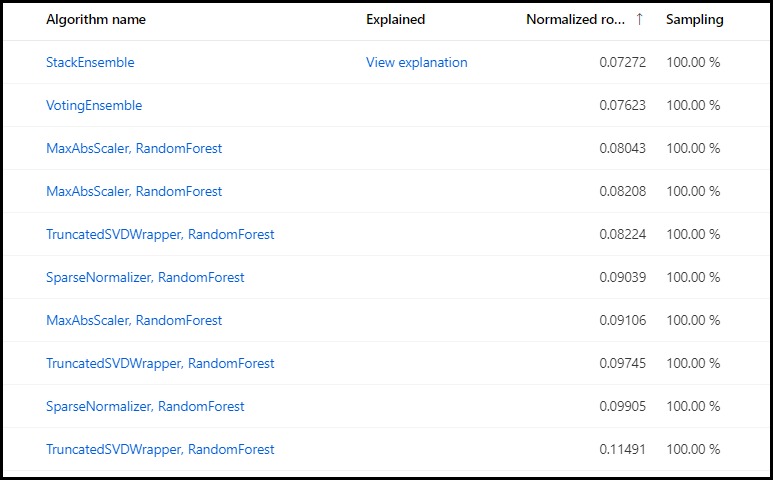 Algorithm name Explained Normalized ro... ↑ Sampling
StackEnsemble View explanation 0.07272 100.00 %
VotingEnsemble 0.07623 100.00 %
MaxAbsScaler, RandomForest 0.08043 100.00 %
MaxAbsScaler, RandomForest 0.08208 100.00 %
TruncatedSVDWrapper, RandomForest 0.08224 100.00 %
SparseNormalizer, RandomForest 0.09039 100.00 %
MaxAbsScaler, RandomForest 0.09106 100.00 %
TruncatedSVDWrapper, RandomForest 0.09745 100.00 %
SparseNormalizer, RandomForest 0.09905 100.00 %
TruncatedSVDWrapper, RandomForest 0.11491 100.00 %